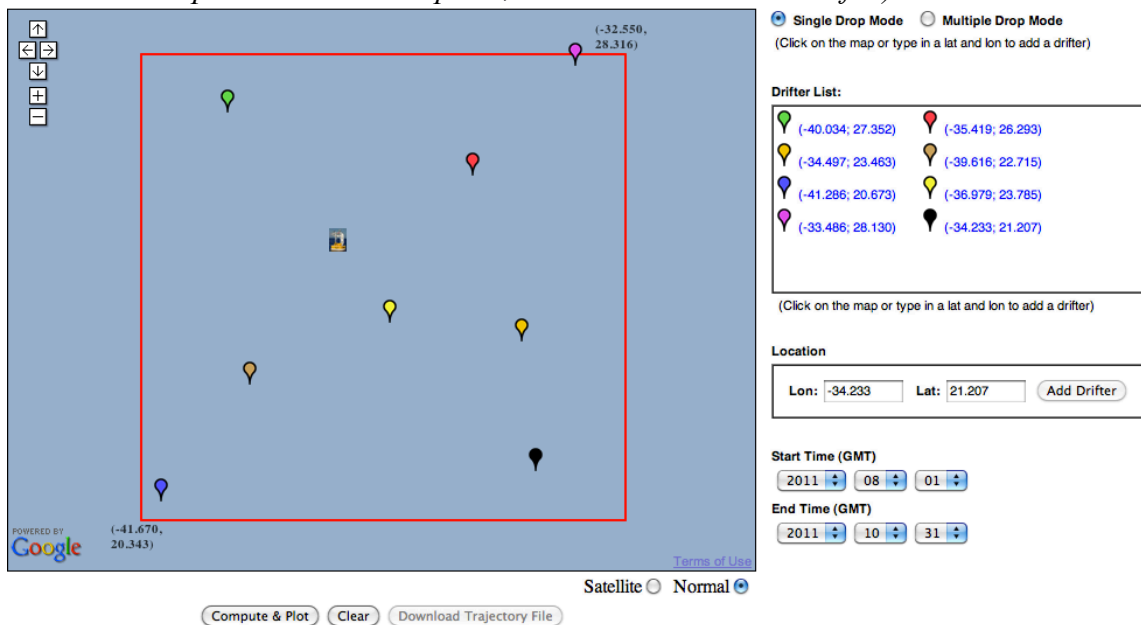 (-32.550,
28.316)
(-41.670,
20.343)
POWERED BY
Google
Terms of Use
Satellite Normal
Compute & Plot Clear Download Trajectory File
Single Drop Mode Multiple Drop Mode
(Click on the map or type in a lat and lon to add a drifter)
Drifter List:
(-40.034; 27.352) (-35.419; 26.293)
(-34.497; 23.463) (-39.616; 22.715)
(-41.286; 20.673) (-36.979; 23.785)
(-33.486; 28.130) (-34.233; 21.207)
(Click on the map or type in a lat and lon to add a drifter)
Location
Lon: -34.233 Lat: 21.207 Add Drifter
Start Time (GMT)
2011 08 01
End Time (GMT)
2011 10 31